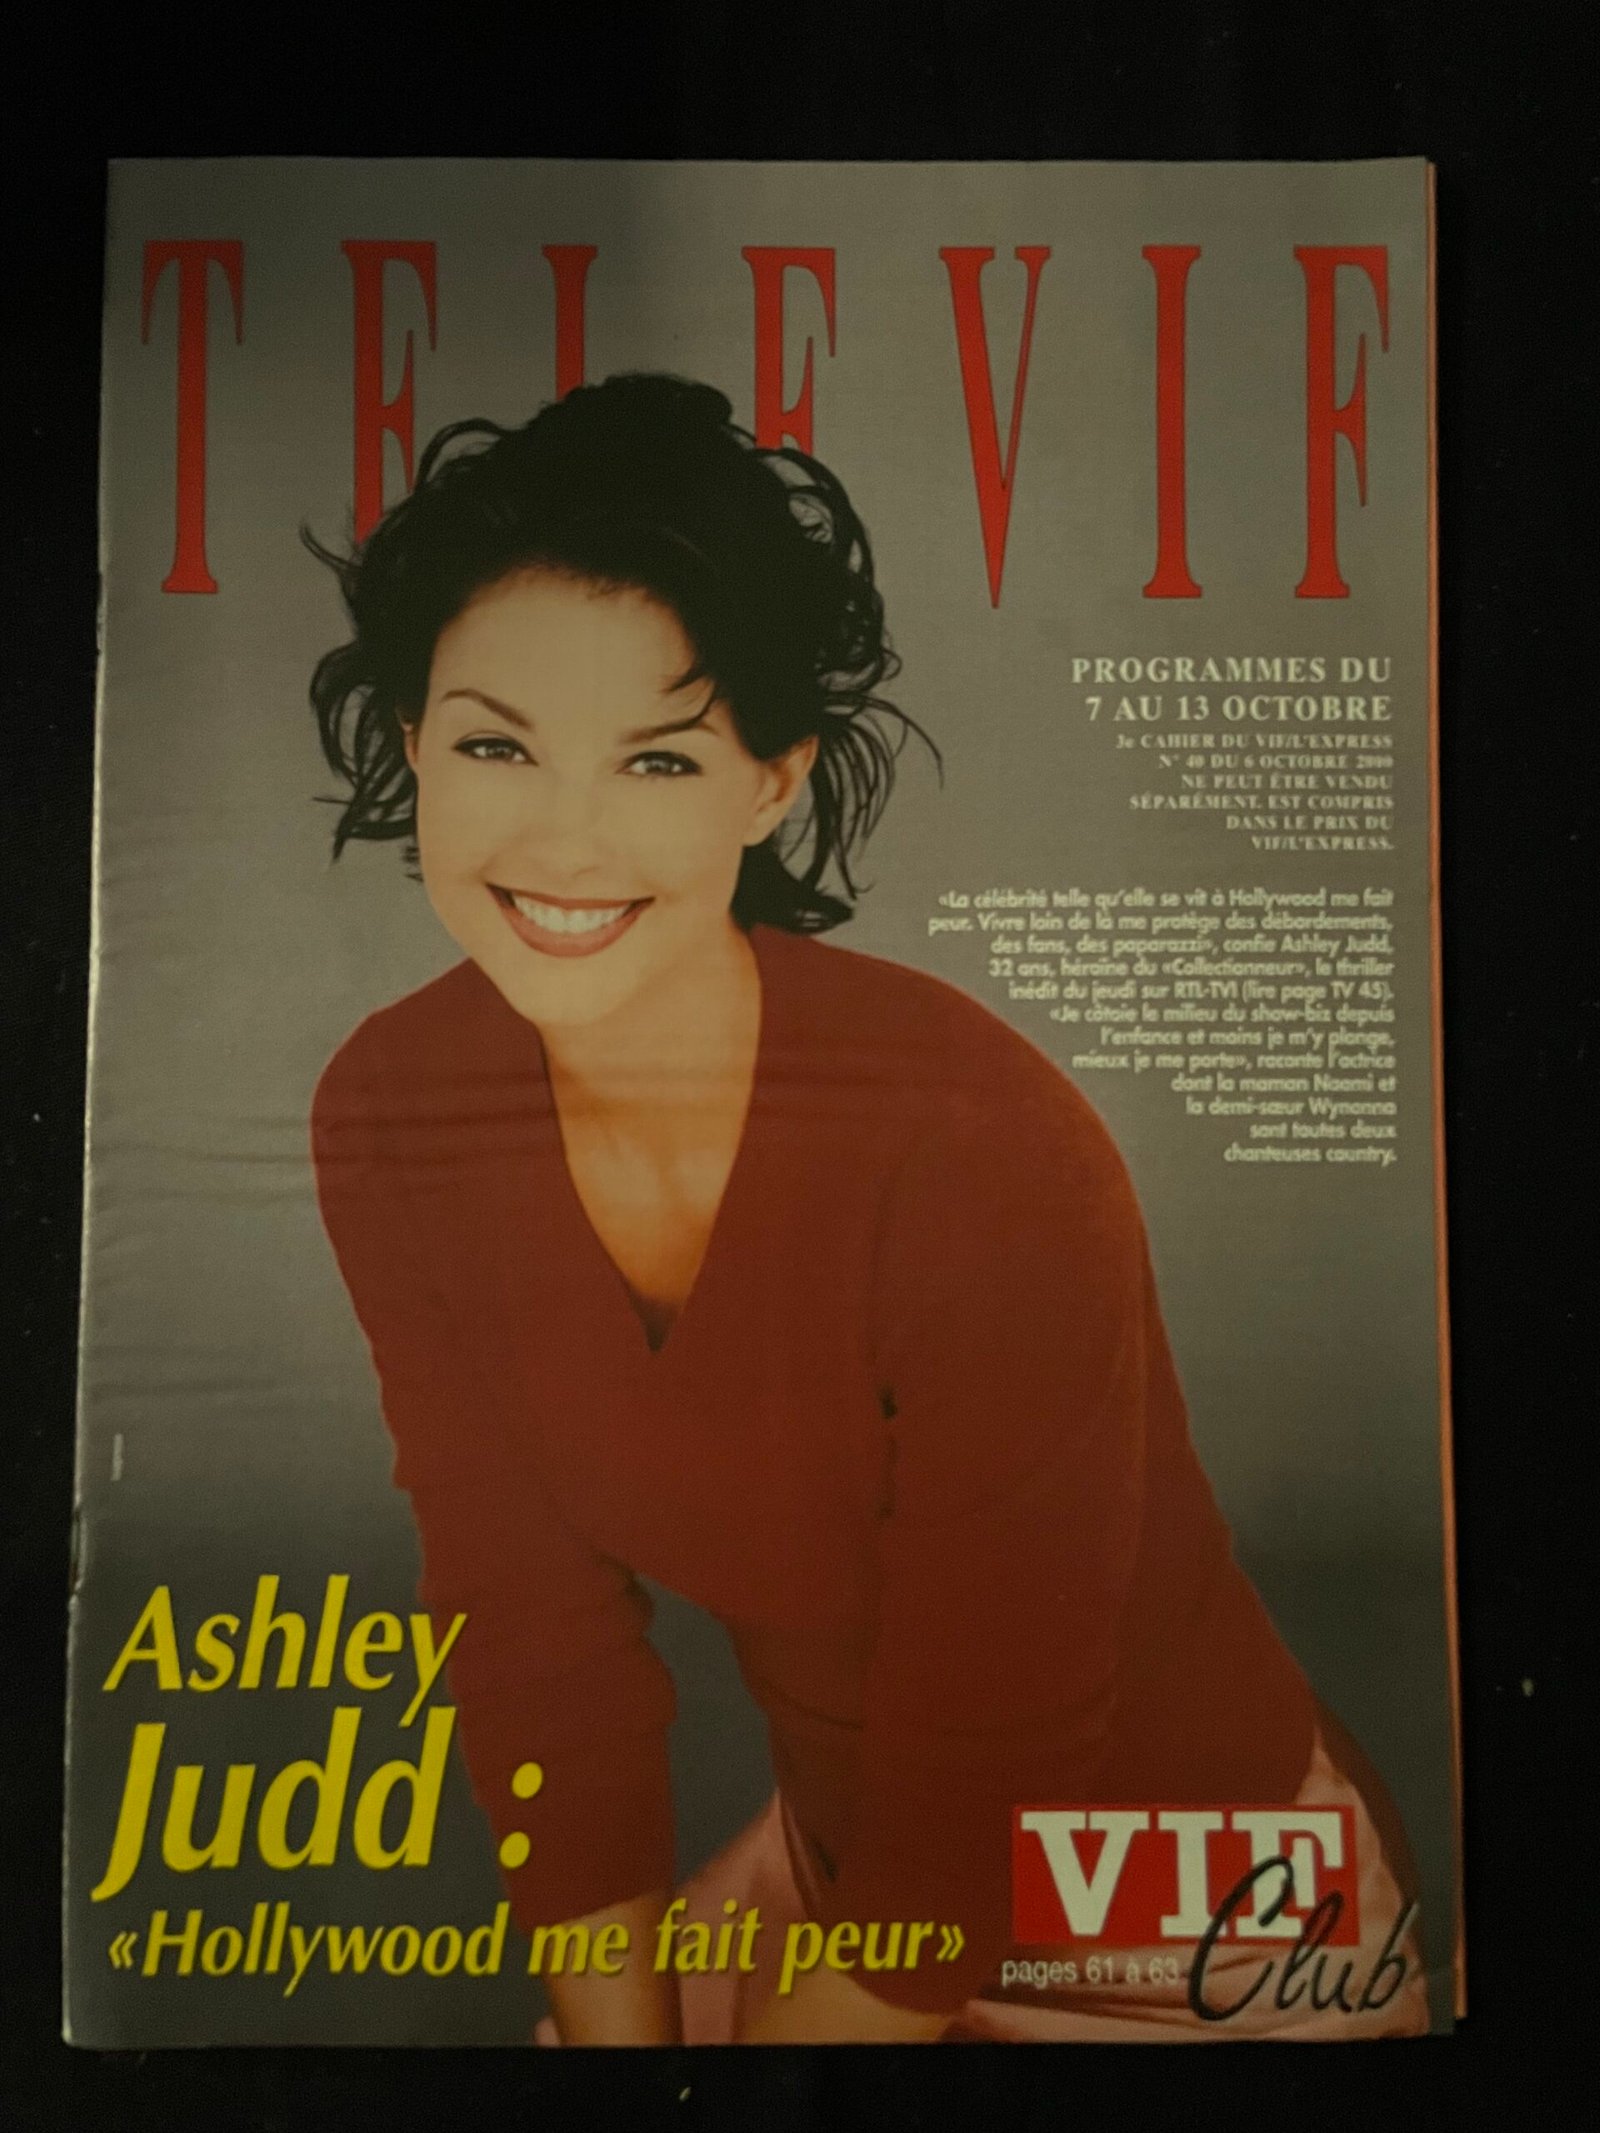 TELEVIF
PROGRAMMES DU
7 AU 13 OCTOBRE
3e CAHIER DU VIF/L'EXPRESS
N° 40 DU 6 OCTOBRE 2000
NE PEUT ÊTRE VENDU
SÉPARÉMENT. EST COMPRIS
DANS LE PRIX DU
VIF/L'EXPRESS.
«La célébrité telle qu'elle se vit à Hollywood me fait
peur. Vivre loin de là me protège des débordements,
des fans, des paparazzi», confie Ashley Judd,
32 ans, héroïne du «Collectionneur», le thriller
inédit du jeudi sur RTL-TVI (lire page TV 45).
«Je côtoie le milieu du show-biz depuis
l'enfance et moins je m'y plonge,
mieux je me porte», raconte l'actrice
dont la maman Naomi et
la demi-sœur Wynonna
sont toutes deux
chanteuses country.
Ashley
Judd :
«Hollywood me fait peur»
VIF
Club
pages 61 à 63